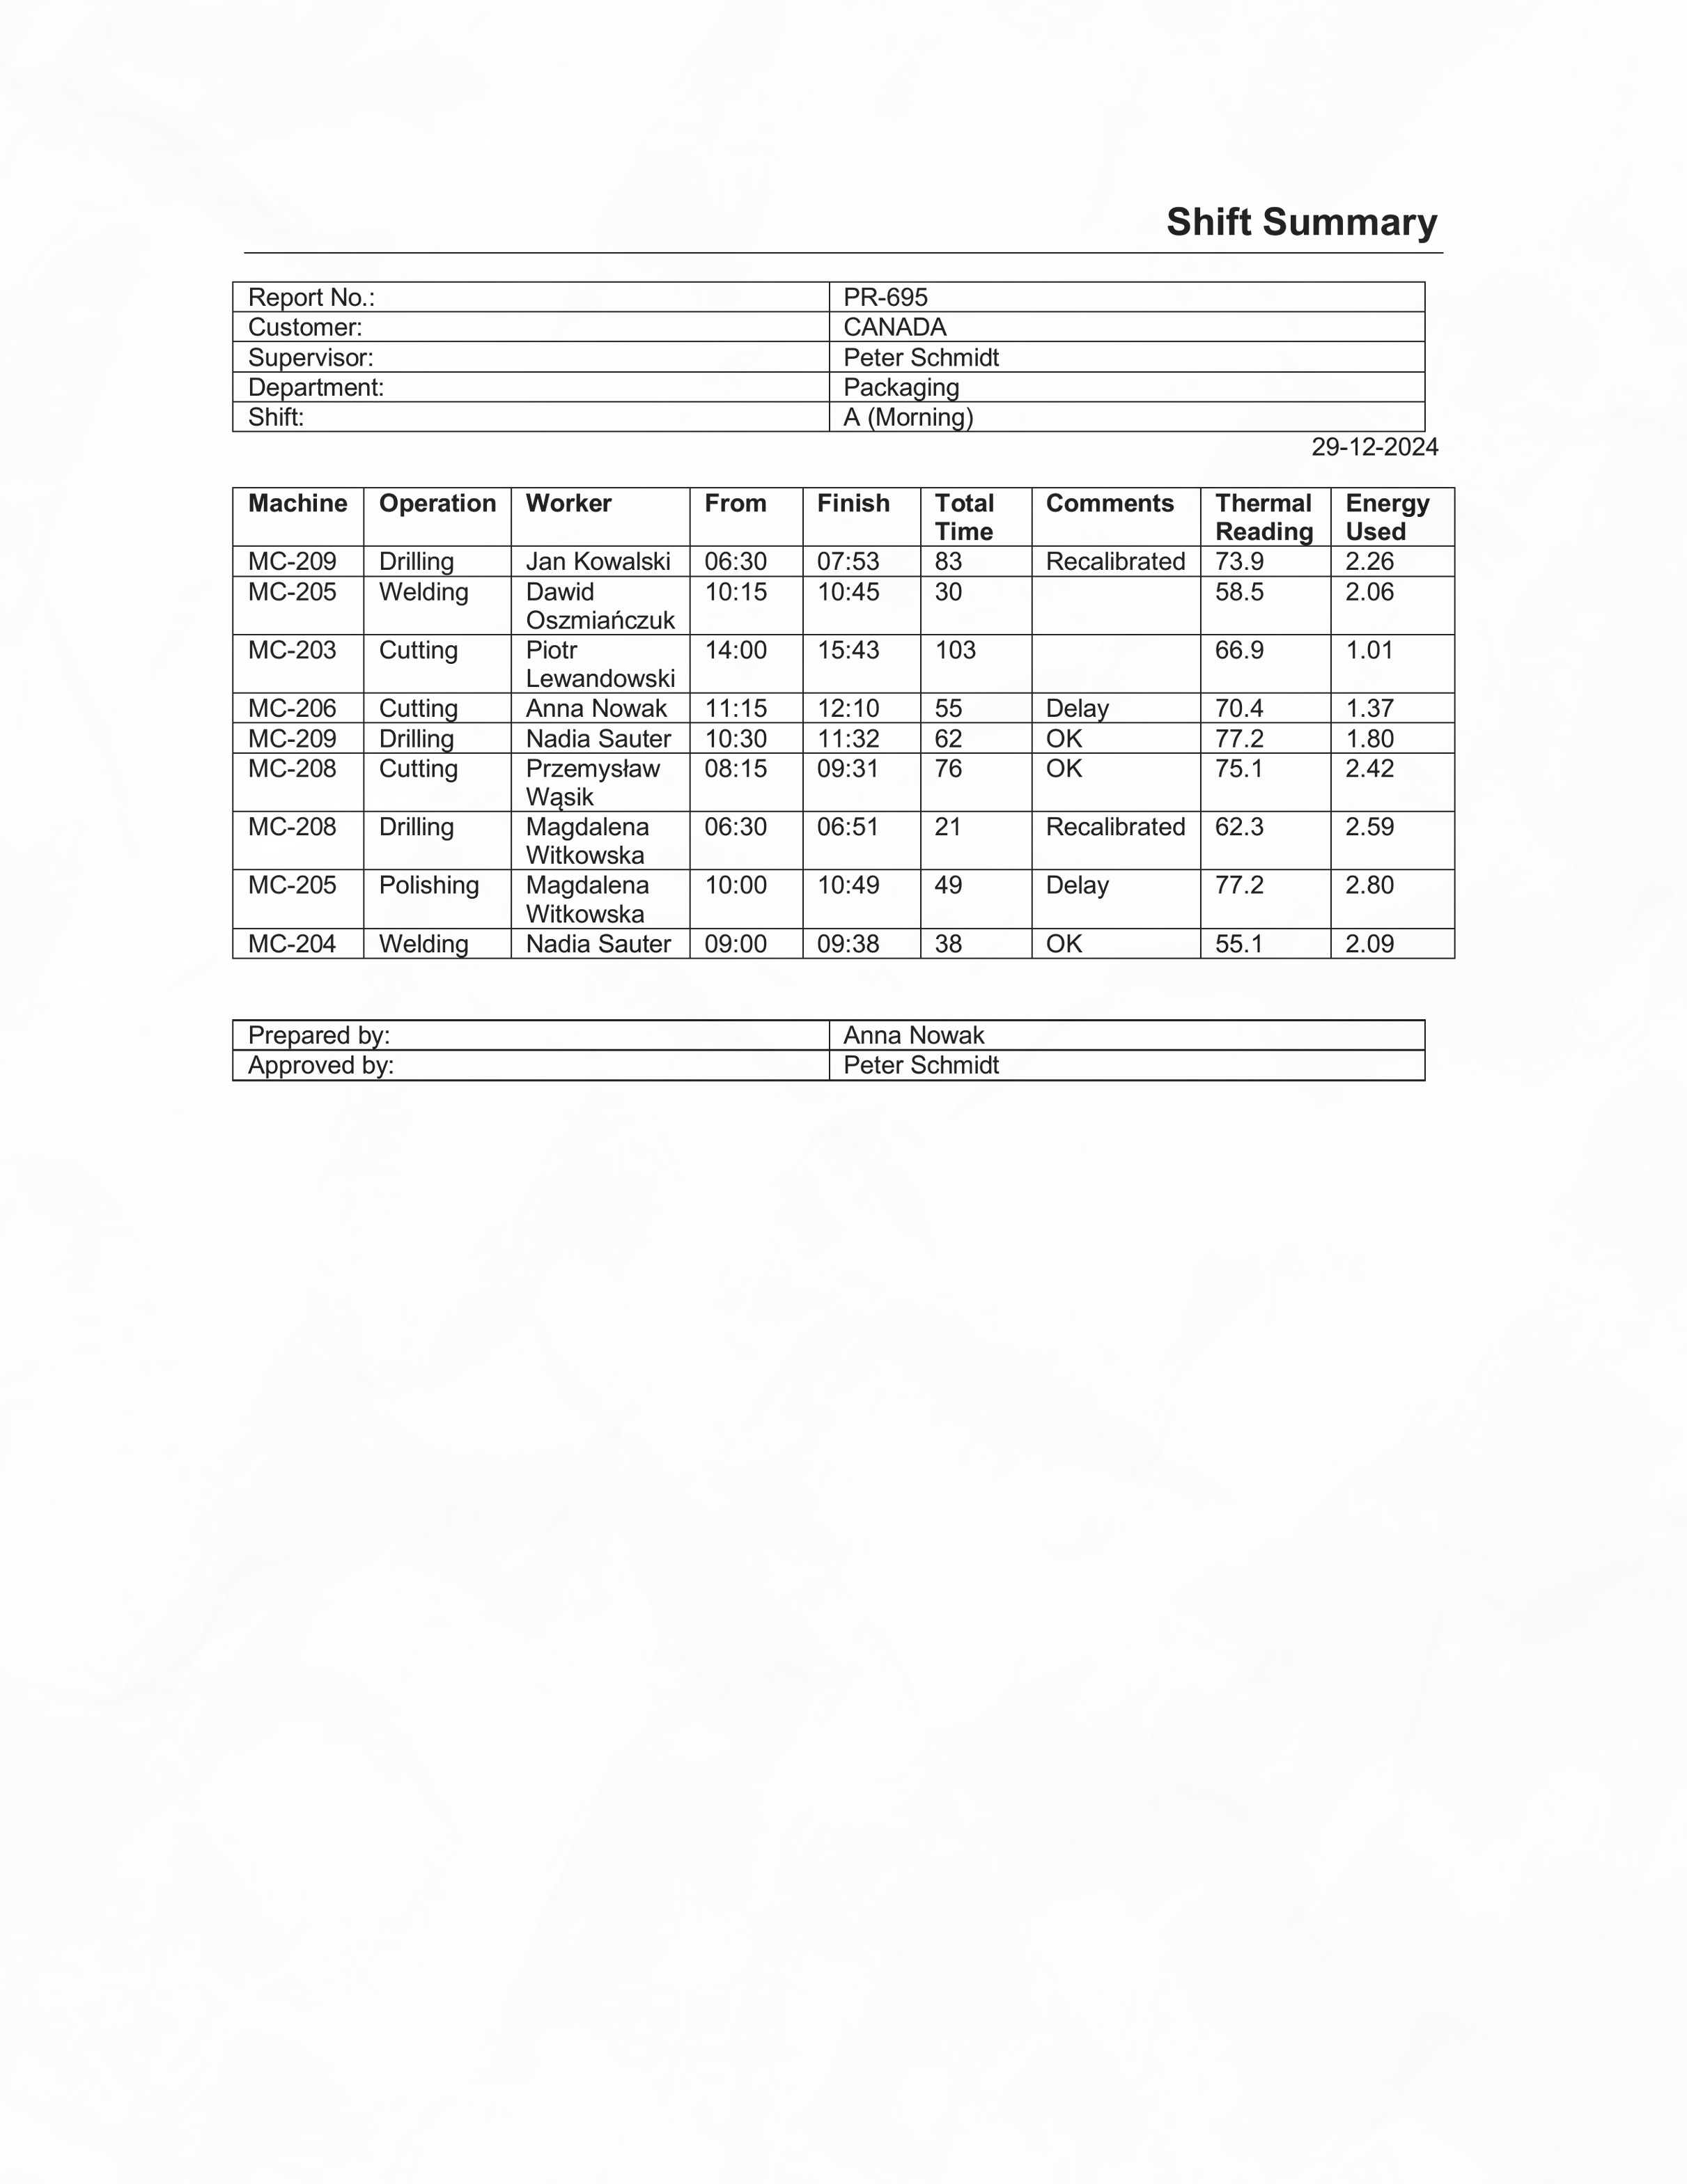 Shift Summary
Report No.: PR-695
Customer: CANADA
Supervisor: Peter Schmidt
Department: Packaging
Shift: A (Morning)
29-12-2024
Machine Operation Worker From Finish Total Time Comments Thermal Reading Energy Used
MC-209 Drilling Jan Kowalski 06:30 07:53 83 Recalibrated 73.9 2.26
MC-205 Welding Dawid Oszmiańczuk 10:15 10:45 30 58.5 2.06
MC-203 Cutting Piotr Lewandowski 14:00 15:43 103 66.9 1.01
MC-206 Cutting Anna Nowak 11:15 12:10 55 Delay 70.4 1.37
MC-209 Drilling Nadia Sauter 10:30 11:32 62 OK 77.2 1.80
MC-208 Cutting Przemysław Wąsik 08:15 09:31 76 OK 75.1 2.42
MC-208 Drilling Magdalena Witkowska 06:30 06:51 21 Recalibrated 62.3 2.59
MC-205 Polishing Magdalena Witkowska 10:00 10:49 49 Delay 77.2 2.80
MC-204 Welding Nadia Sauter 09:00 09:38 38 OK 55.1 2.09
Prepared by: Anna Nowak
Approved by: Peter Schmidt